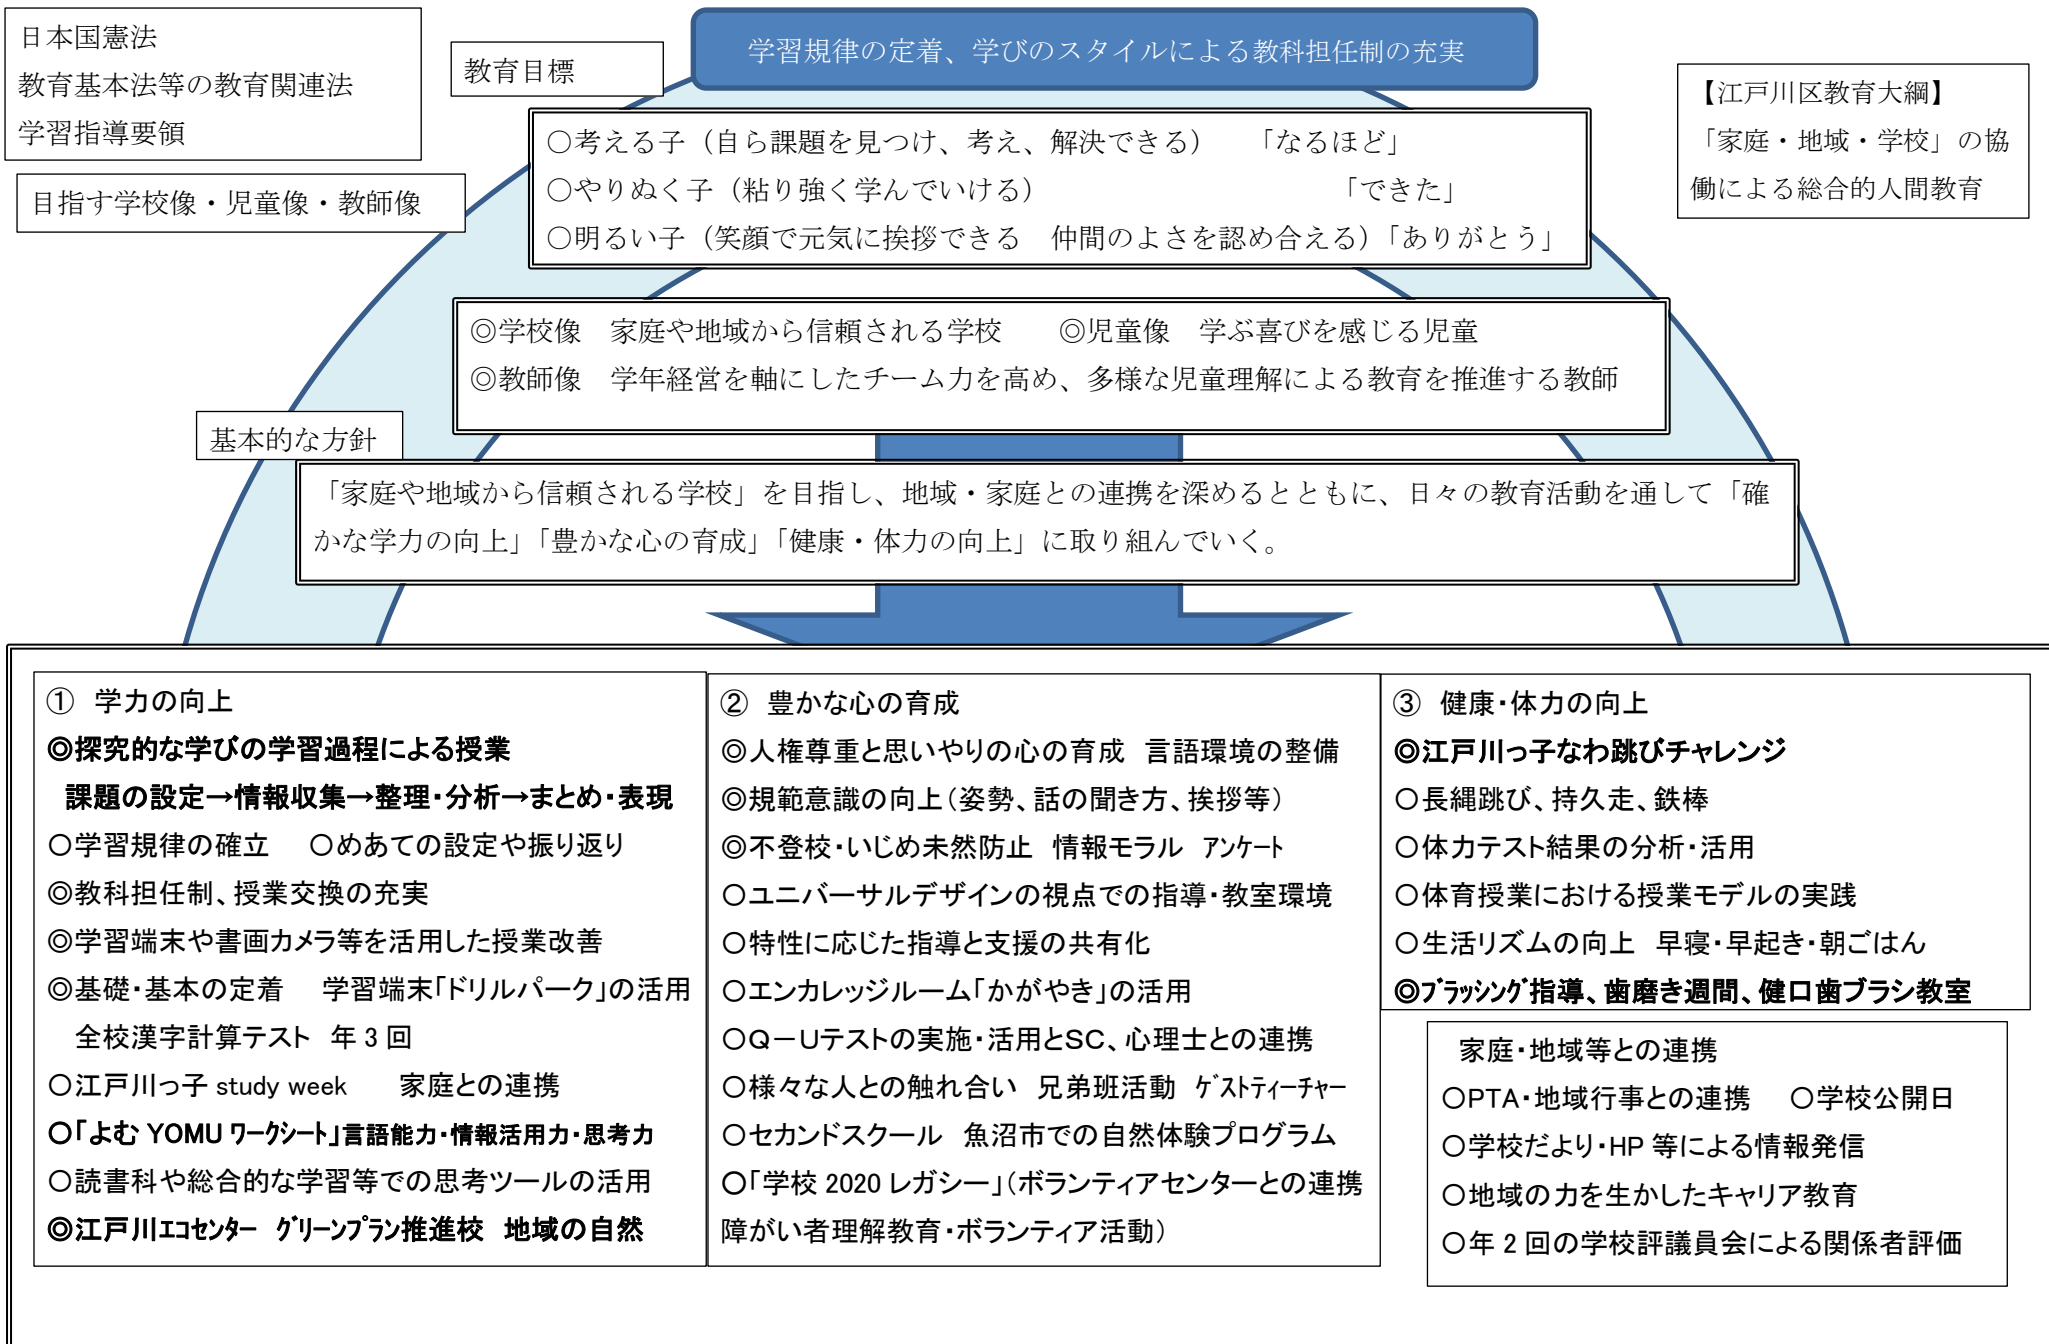 日本国憲法
教育基本法等の教育関連法
学習指導要領
学習規律の定着、学びのスタイルによる教科担任制の充実
教育目標
【江戸川区教育大綱】
「家庭・地域・学校」の協
働による総合的人間教育
○考える子（自ら課題を見つけ、考え、解決できる）　「なるほど」
○やりぬく子（粘り強く学んでいける）　「できた」
○明るい子（笑顔で元気に挨拶できる　仲間のよさを認め合える）「ありがとう」
目指す学校像・児童像・教師像
◎学校像　家庭や地域から信頼される学校　　◎児童像　学ぶ喜びを感じる児童
◎教師像　学年経営を軸にしたチーム力を高め、多様な児童理解による教育を推進する教師
基本的な方針
「家庭や地域から信頼される学校」を目指し、地域・家庭との連携を深めるとともに、日々の教育活動を通して「確
かな学力の向上」「豊かな心の育成」「健康・体力の向上」に取り組んでいく。
①　学力の向上
◎探究的な学びの学習過程による授業
課題の設定→情報収集→整理・分析→まとめ・表現
○学習規律の確立　○めあての設定や振り返り
◎教科担任制、授業交換の充実
◎学習端末や書画カメラ等を活用した授業改善
◎基礎・基本の定着　学習端末「ドリルパーク」の活用
全校漢字計算テスト　年３回
○江戸川っ子 study week　家庭との連携
○「よむ YOMU ﾜｰｸｼｰﾄ」言語能力・情報活用力・思考力
○読書科や総合的な学習等での思考ツールの活用
◎江戸川ｴｺｾﾝﾀｰ　ｸﾞﾘｰﾝﾌﾟﾗﾝ推進校　地域の自然
②　豊かな心の育成
◎人権尊重と思いやりの心の育成　言語環境の整備
◎規範意識の向上（姿勢、話の聞き方、挨拶等）
◎不登校・いじめ未然防止　情報モラル　ｱﾝｹｰﾄ
○ユニバーサルデザインの視点での指導・教室環境
○特性に応じた指導と支援の共有化
○エンカレッジルーム「かがやき」の活用
○Ｑ－Ｕテストの実施・活用とSC、心理士との連携
○様々な人との触れ合い　兄弟班活動　ｹﾞｽﾄﾃｨｰﾁｬｰ
○セカンドスクール　魚沼市での自然体験プログラム
○「学校 2020 レガシー」（ボランティアセンターとの連携
障がい者理解教育・ボランティア活動）
③　健康・体力の向上
◎江戸川っ子なわ跳びチャレンジ
○長縄跳び、持久走、鉄棒
○体力テスト結果の分析・活用
○体育授業における授業モデルの実践
○生活リズムの向上　早寝・早起き・朝ごはん
◎ﾌﾞﾗｯｼﾝｸﾞ指導、歯磨き週間、健口歯ブラシ教室
家庭・地域等との連携
○PTA・地域行事との連携　○学校公開日
○学校だより・HP 等による情報発信
○地域の力を生かしたキャリア教育
○年２回の学校評議員会による関係者評価